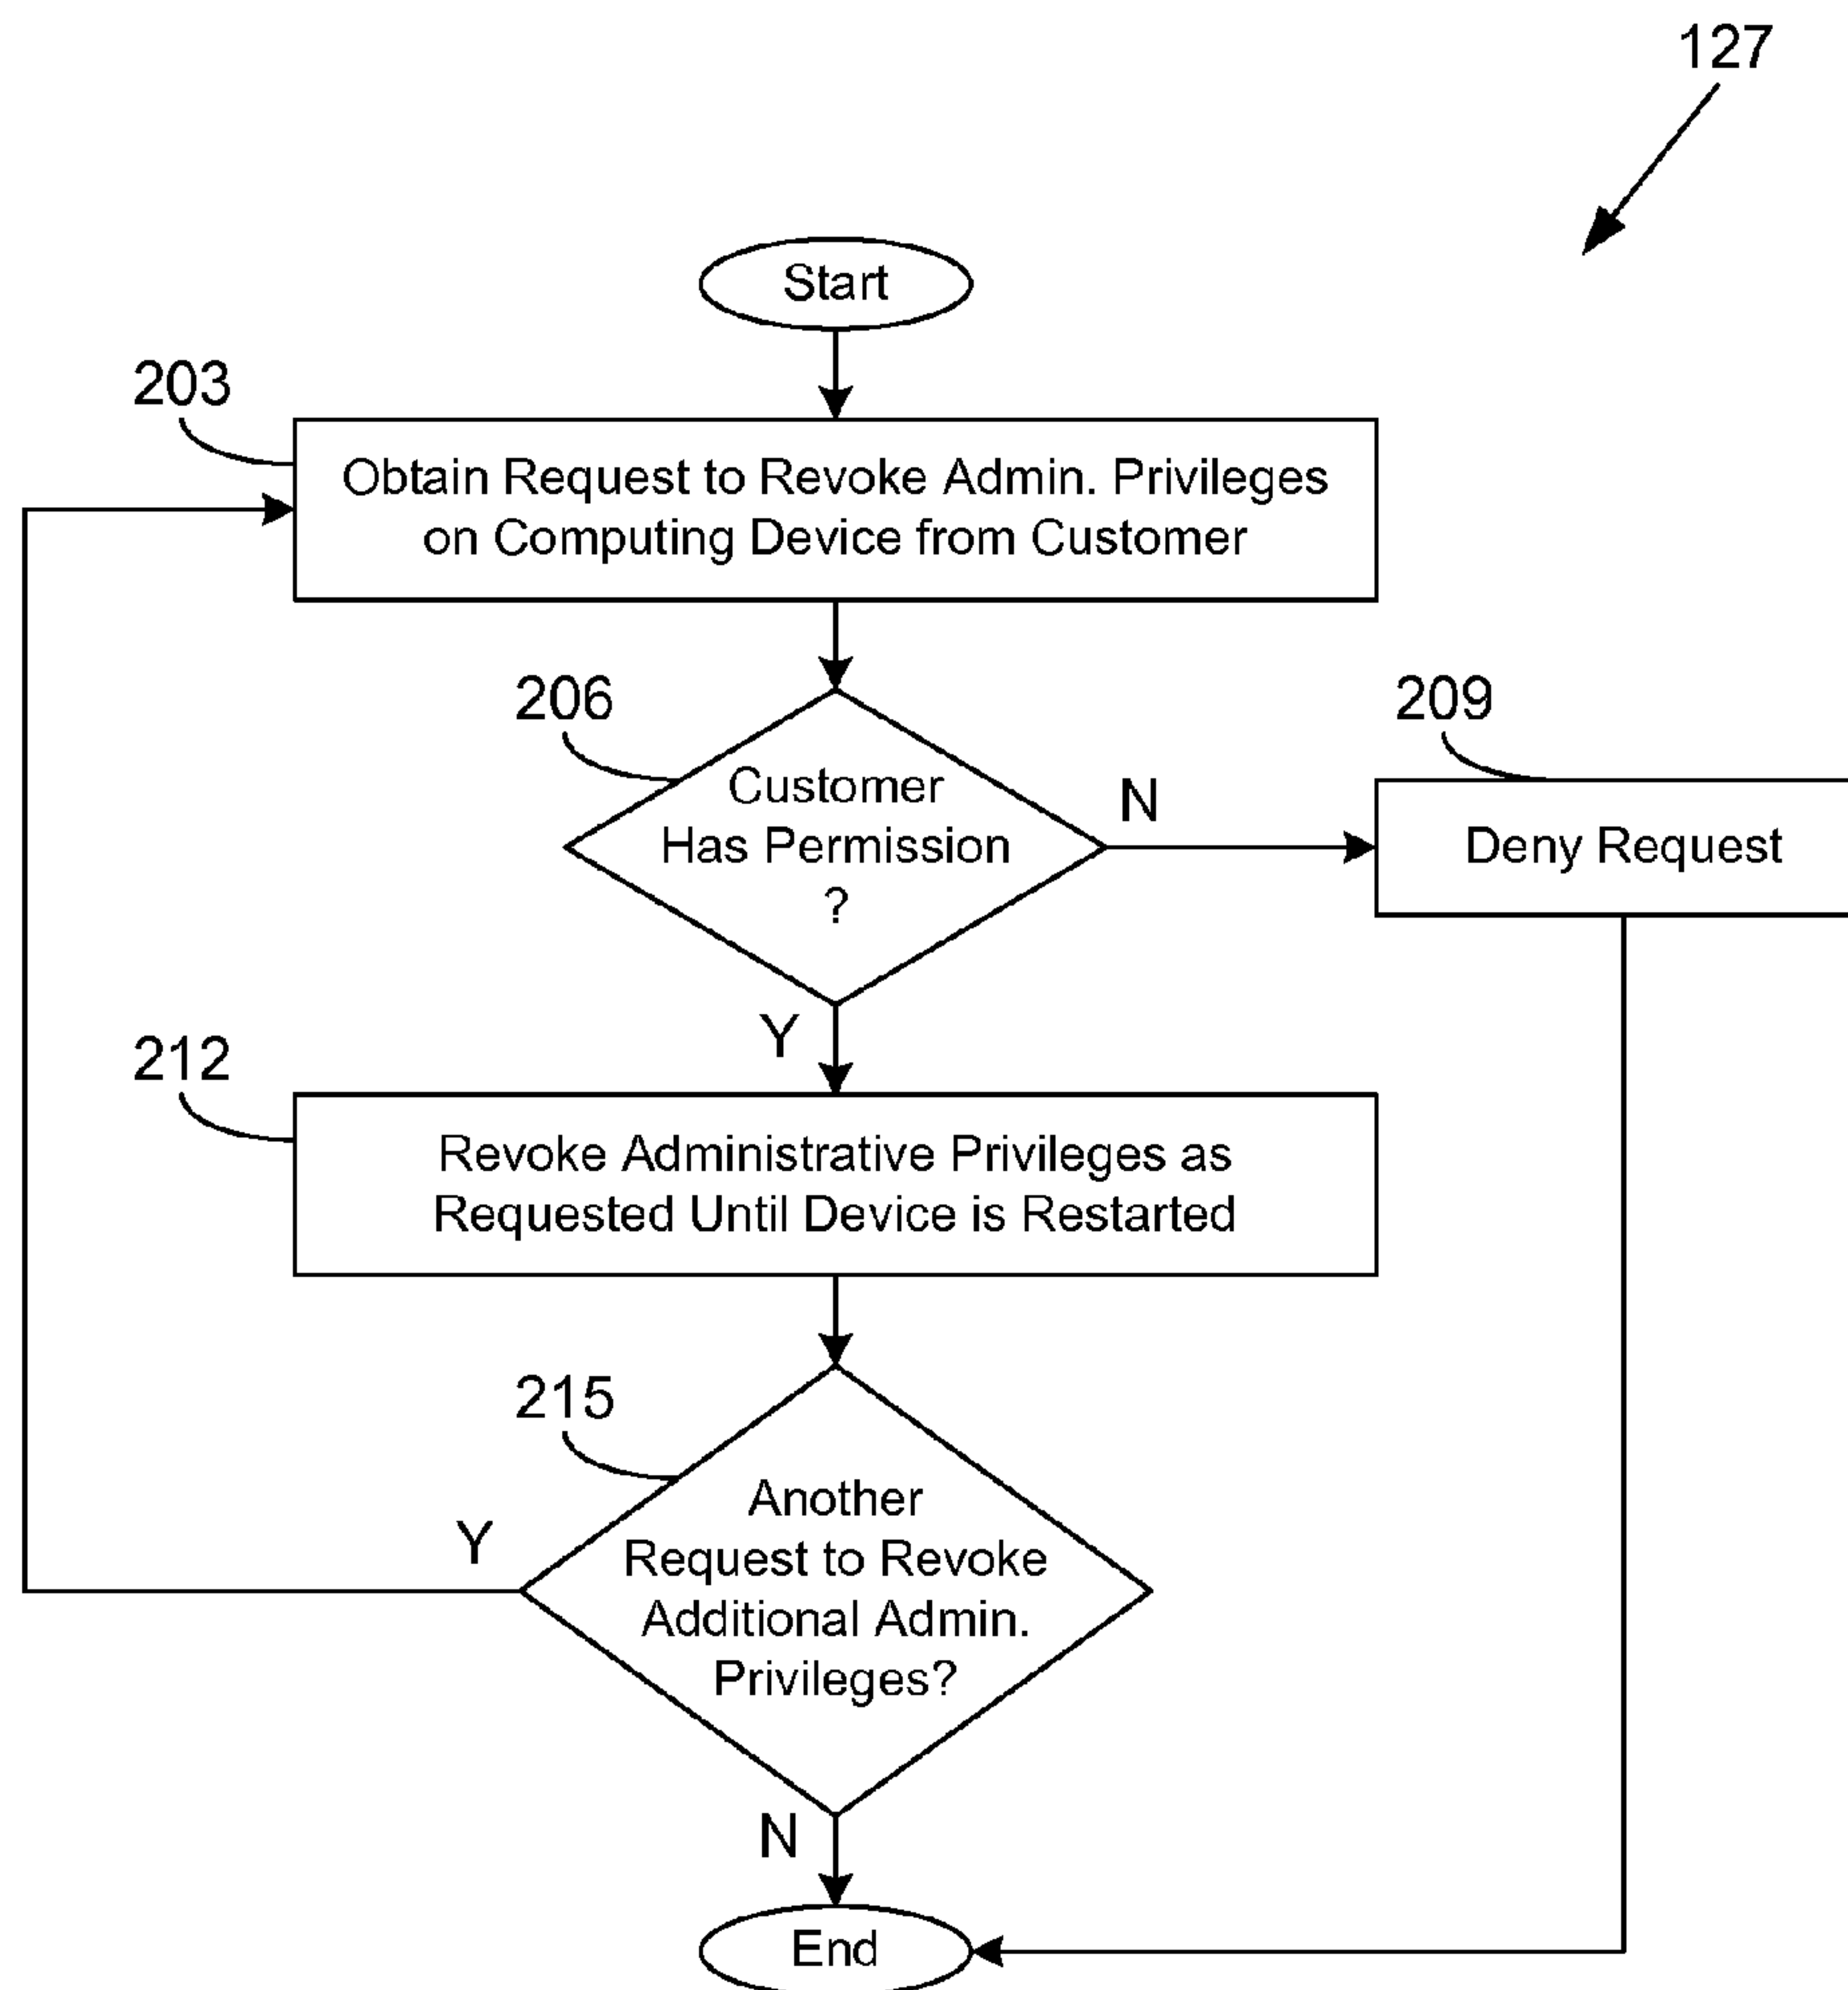 127
Start
203
Obtain Request to Revoke Admin. Privileges
on Computing Device from Customer
206
Customer
Has Permission
?
N
209
Deny Request
Y
212
Revoke Administrative Privileges as
Requested Until Device is Restarted
215
Another
Request to Revoke
Additional Admin.
Privileges?
Y
N
End